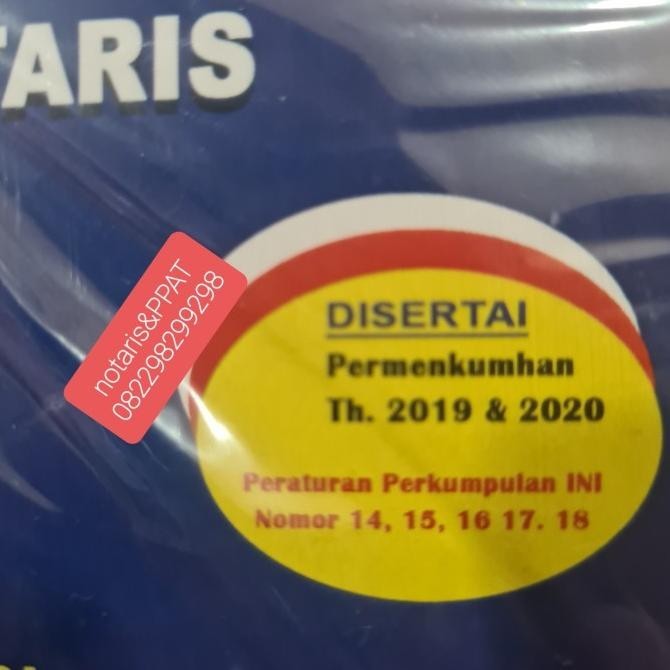 TARIS
notaris&PPAT
082298299298
DISERTAI
Permenkumhan
Th. 2019 & 2020
Peraturan Perkumpulan INI
Nomor 14, 15, 16 17. 18